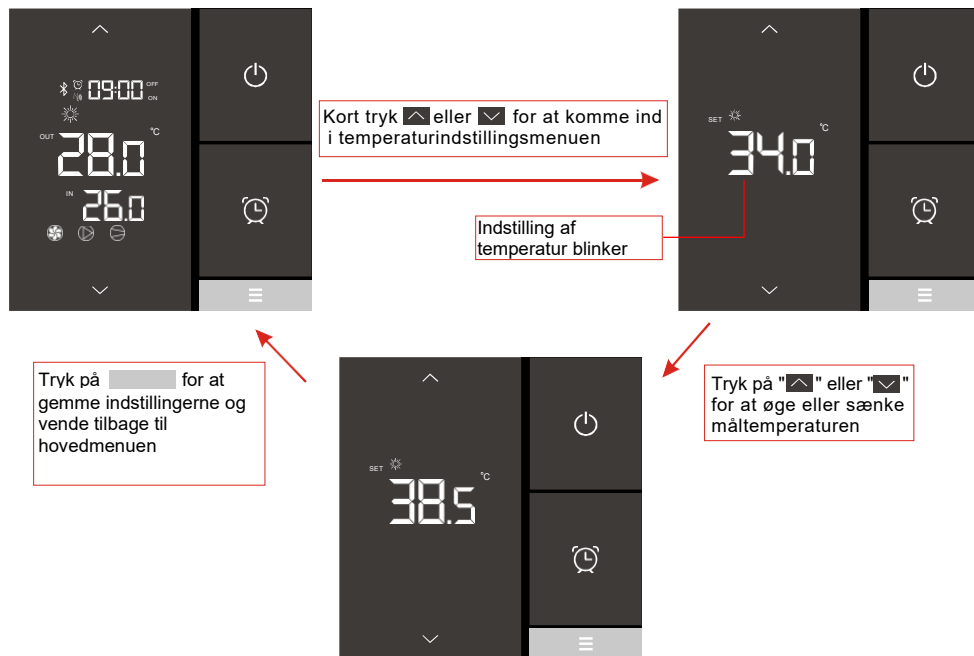 09:00 OFF
ON
OUT 28.0 °C
IN 26.0
Kort tryk eller for at komme ind
i temperaturindstillingsmenuen
SET
34.0 °C
Indstilling af
temperatur blinker
Tryk på "  " eller "  "
for at øge eller sænke
måltemperaturen
SET
38.5 °C
Tryk på for at
gemme indstillingerne og
vende tilbage til
hovedmenuen